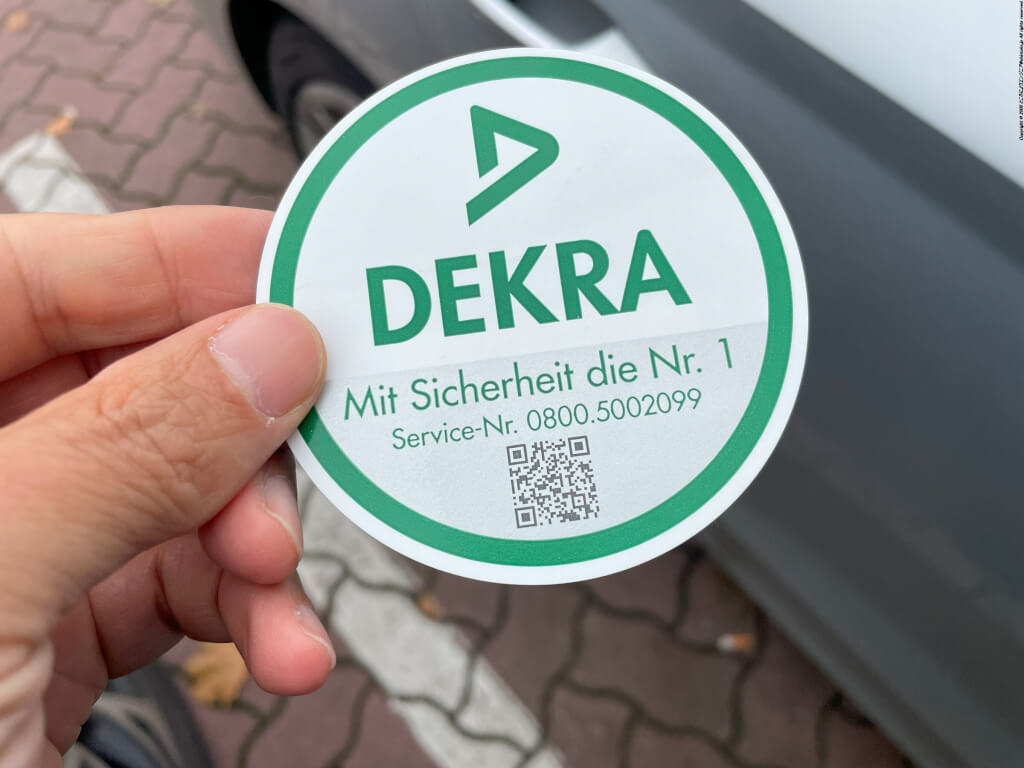 DEKRA
Mit Sicherheit die Nr. 1
Service-Nr. 0800.5002099